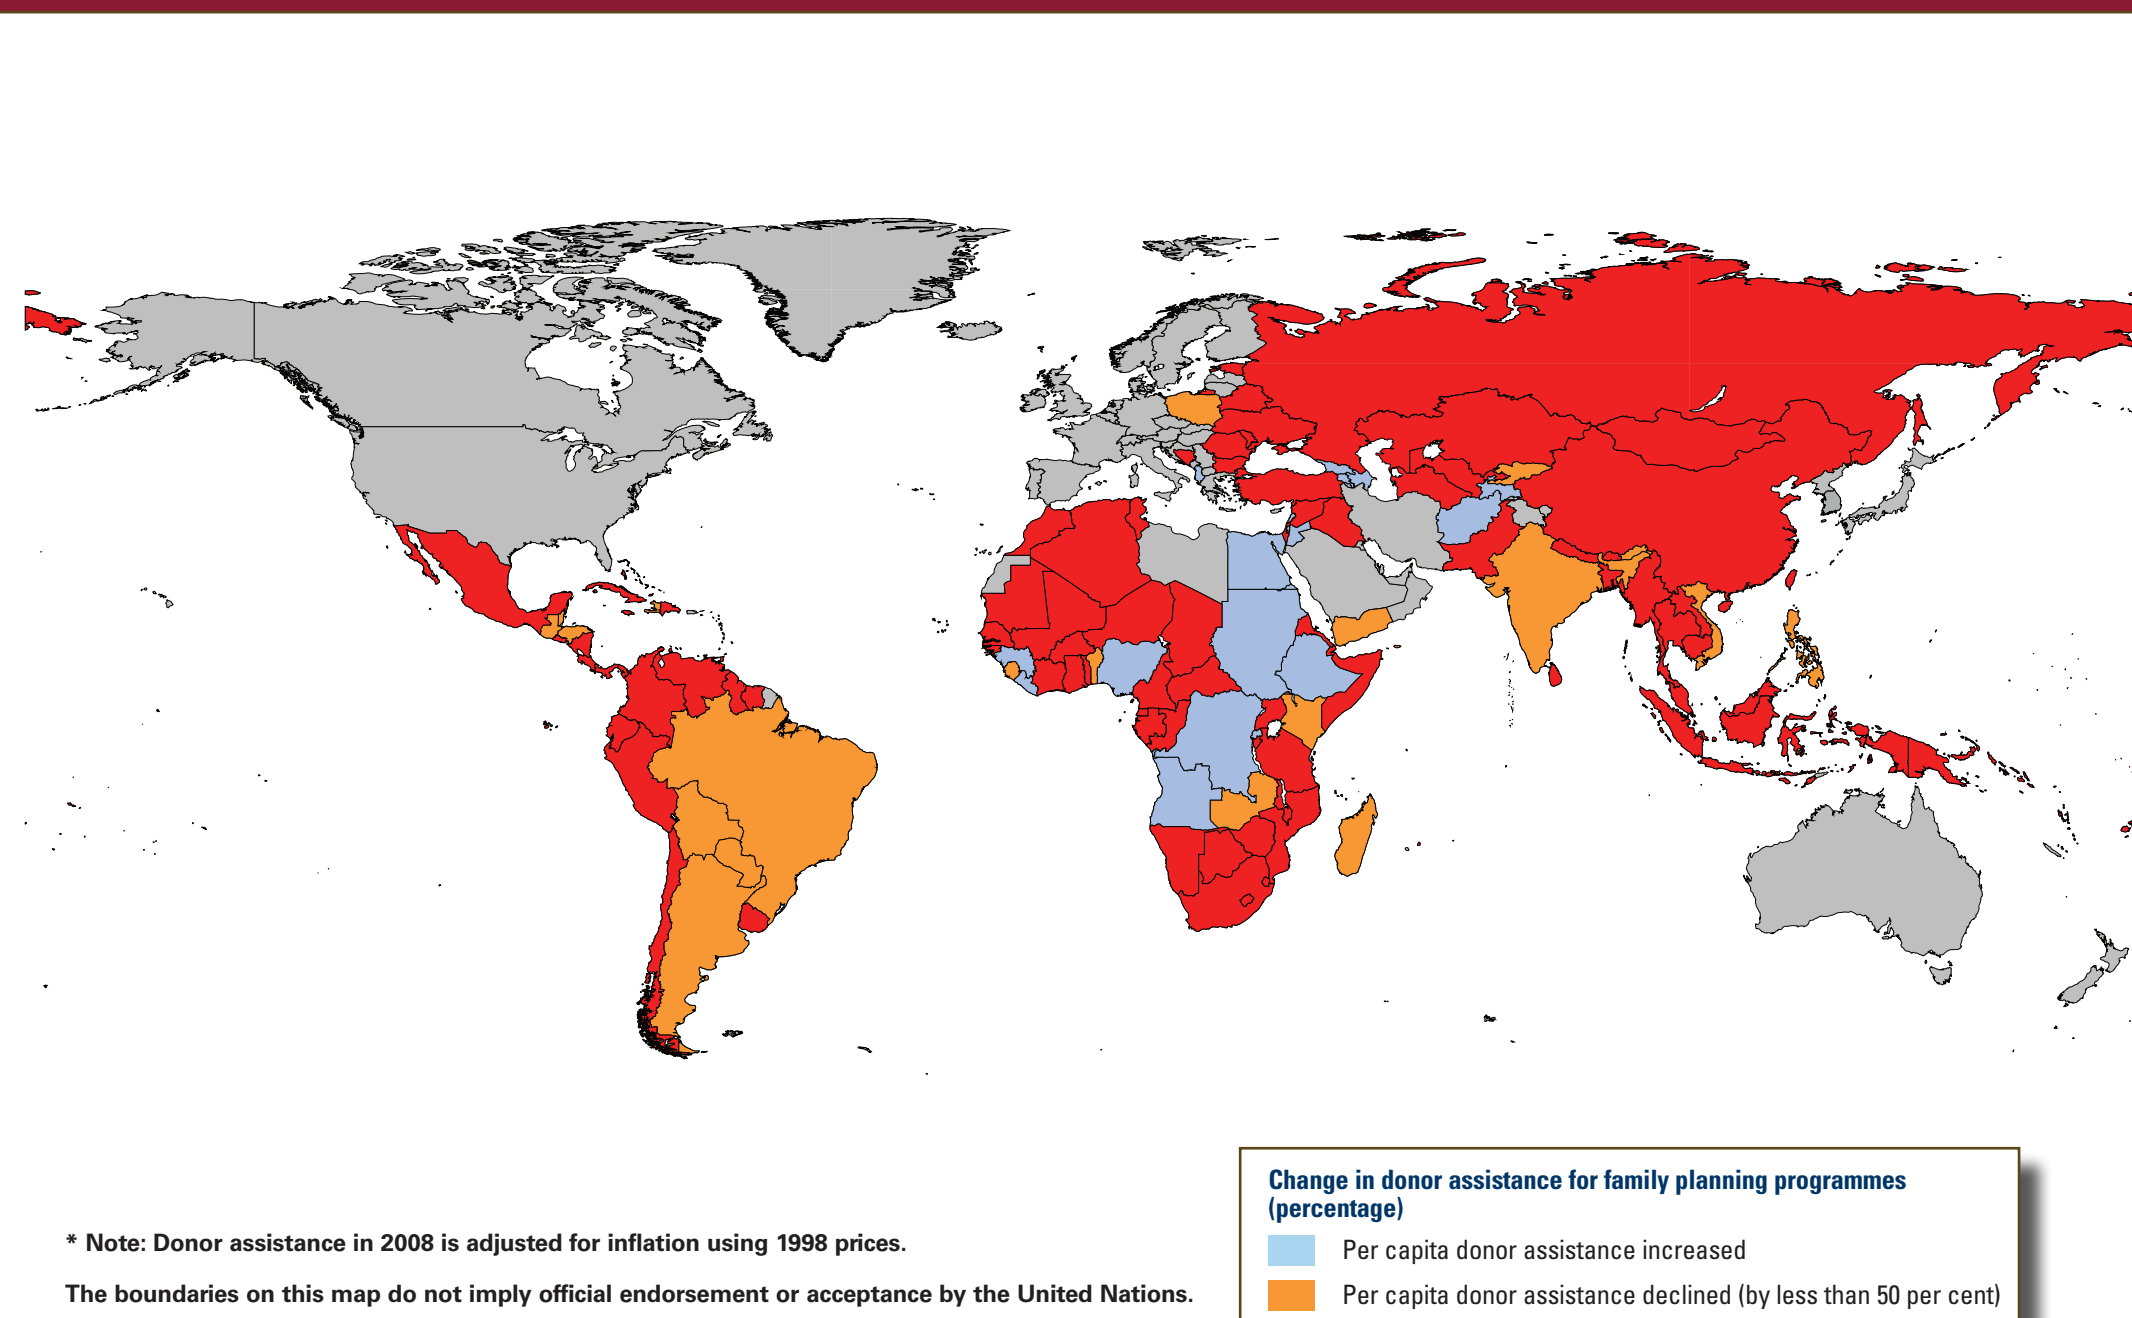 * Note: Donor assistance in 2008 is adjusted for inflation using 1998 prices.
The boundaries on this map do not imply official endorsement or acceptance by the United Nations.
Change in donor assistance for family planning programmes
(percentage)
Per capita donor assistance increased
Per capita donor assistance declined (by less than 50 per cent)